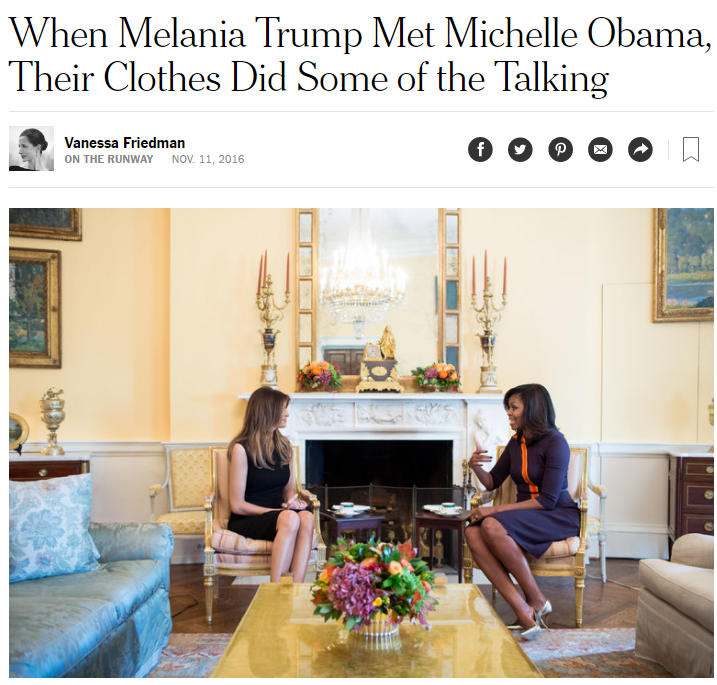 When Melania Trump Met Michelle Obama,
Their Clothes Did Some of the Talking
Vanessa Friedman
ON THE RUNWAY NOV. 11, 2016